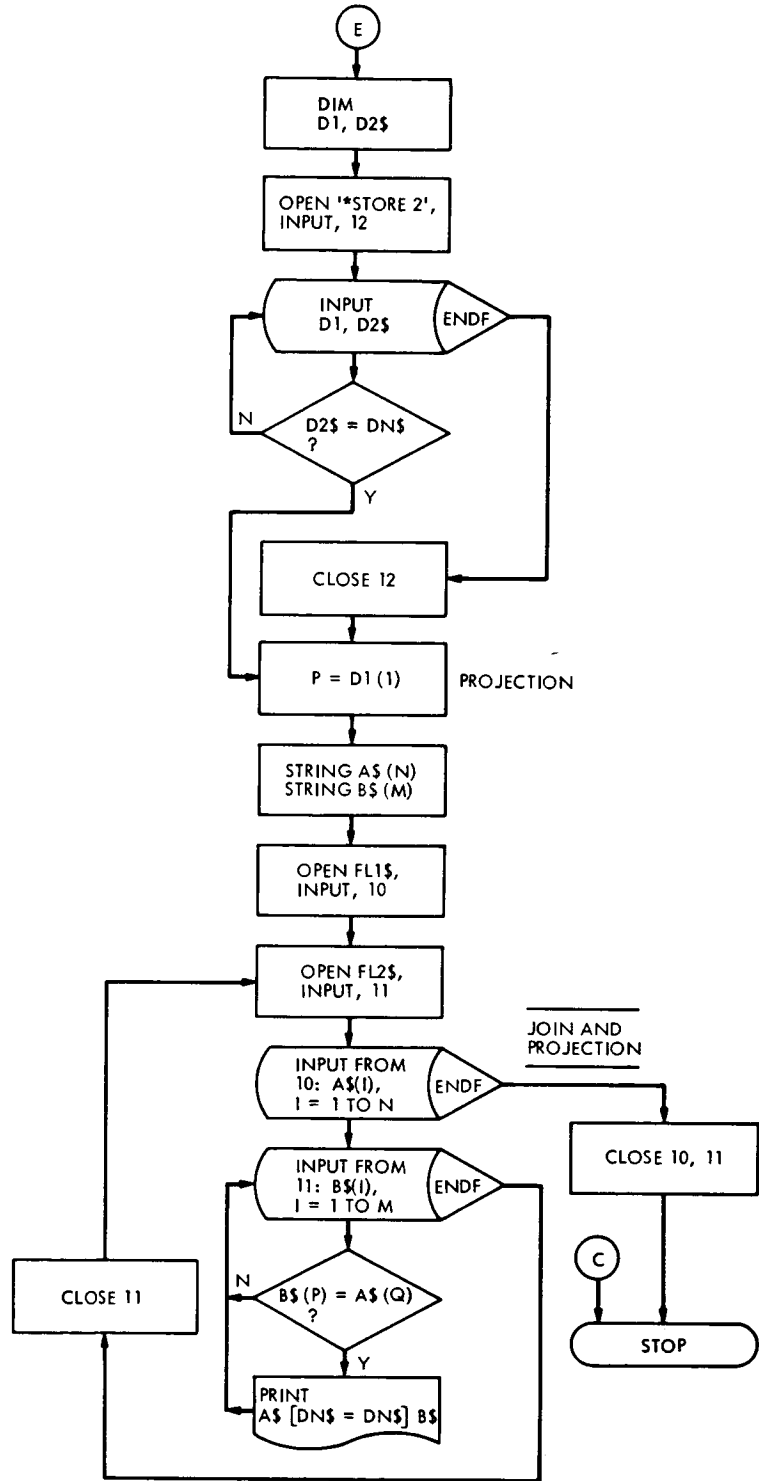 E
DIM
D1, D2$
OPEN '*STORE 2',
INPUT, 12
INPUT
D1, D2$
ENDF
N
D2$ = DN$
?
Y
CLOSE 12
P = D1(1)
PROJECTION
STRING A$(N)
STRING B$(M)
OPEN FL1$,
INPUT, 10
OPEN FL2$,
INPUT, 11
JOIN AND
PROJECTION
INPUT FROM
10: A$(I),
I = 1 TO N
ENDF
CLOSE 10, 11
INPUT FROM
11: B$(I),
I = 1 TO M
ENDF
C
CLOSE 11
N
B$(P) = A$(Q)
?
Y
STOP
PRINT
A$ [DN$ = DN$] B$